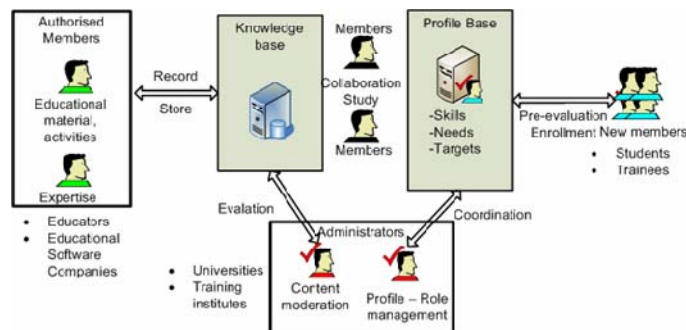 Authorised
Members
Educational
material,
activities
Expertise
• Educators
• Educational
Software
Companies
Record
Store
Knowledge
base
Members
Collaboration
Study
Members
Profile Base
-Skills
-Needs
-Targets
Pre-evaluation
Enrollment
New members
• Students
• Trainees
Evalation
Coordination
Administrators
• Universities
• Training
institutes
Content
moderation
Profile – Role
management